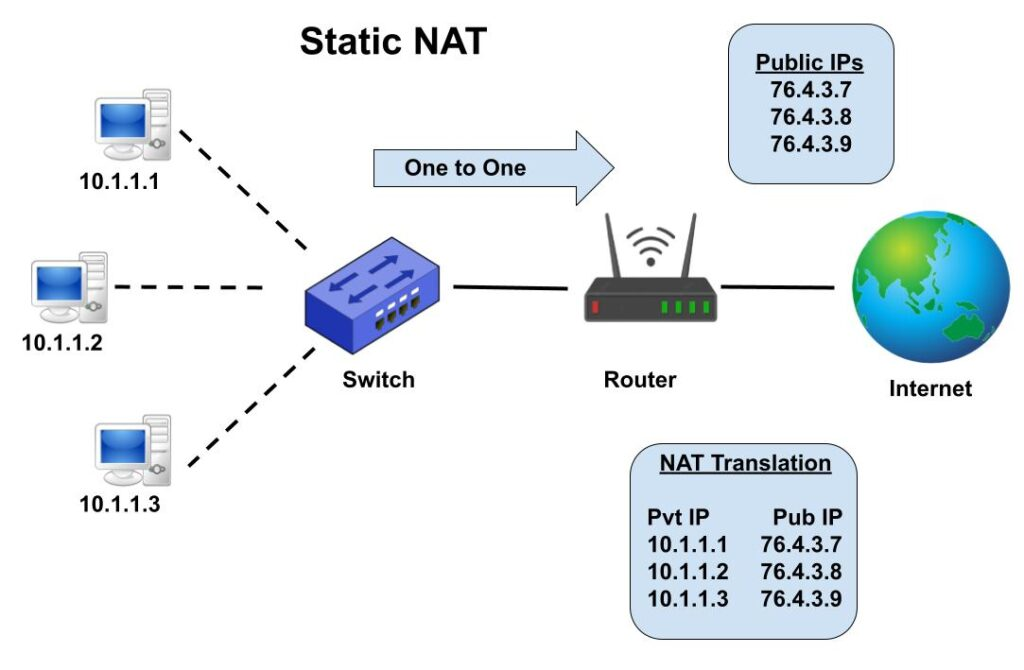 Static NAT
Public IPs
76.4.3.7
76.4.3.8
76.4.3.9
One to One
10.1.1.1
10.1.1.2
10.1.1.3
Switch
Router
Internet
NAT Translation
Pvt IP Pub IP
10.1.1.1 76.4.3.7
10.1.1.2 76.4.3.8
10.1.1.3 76.4.3.9